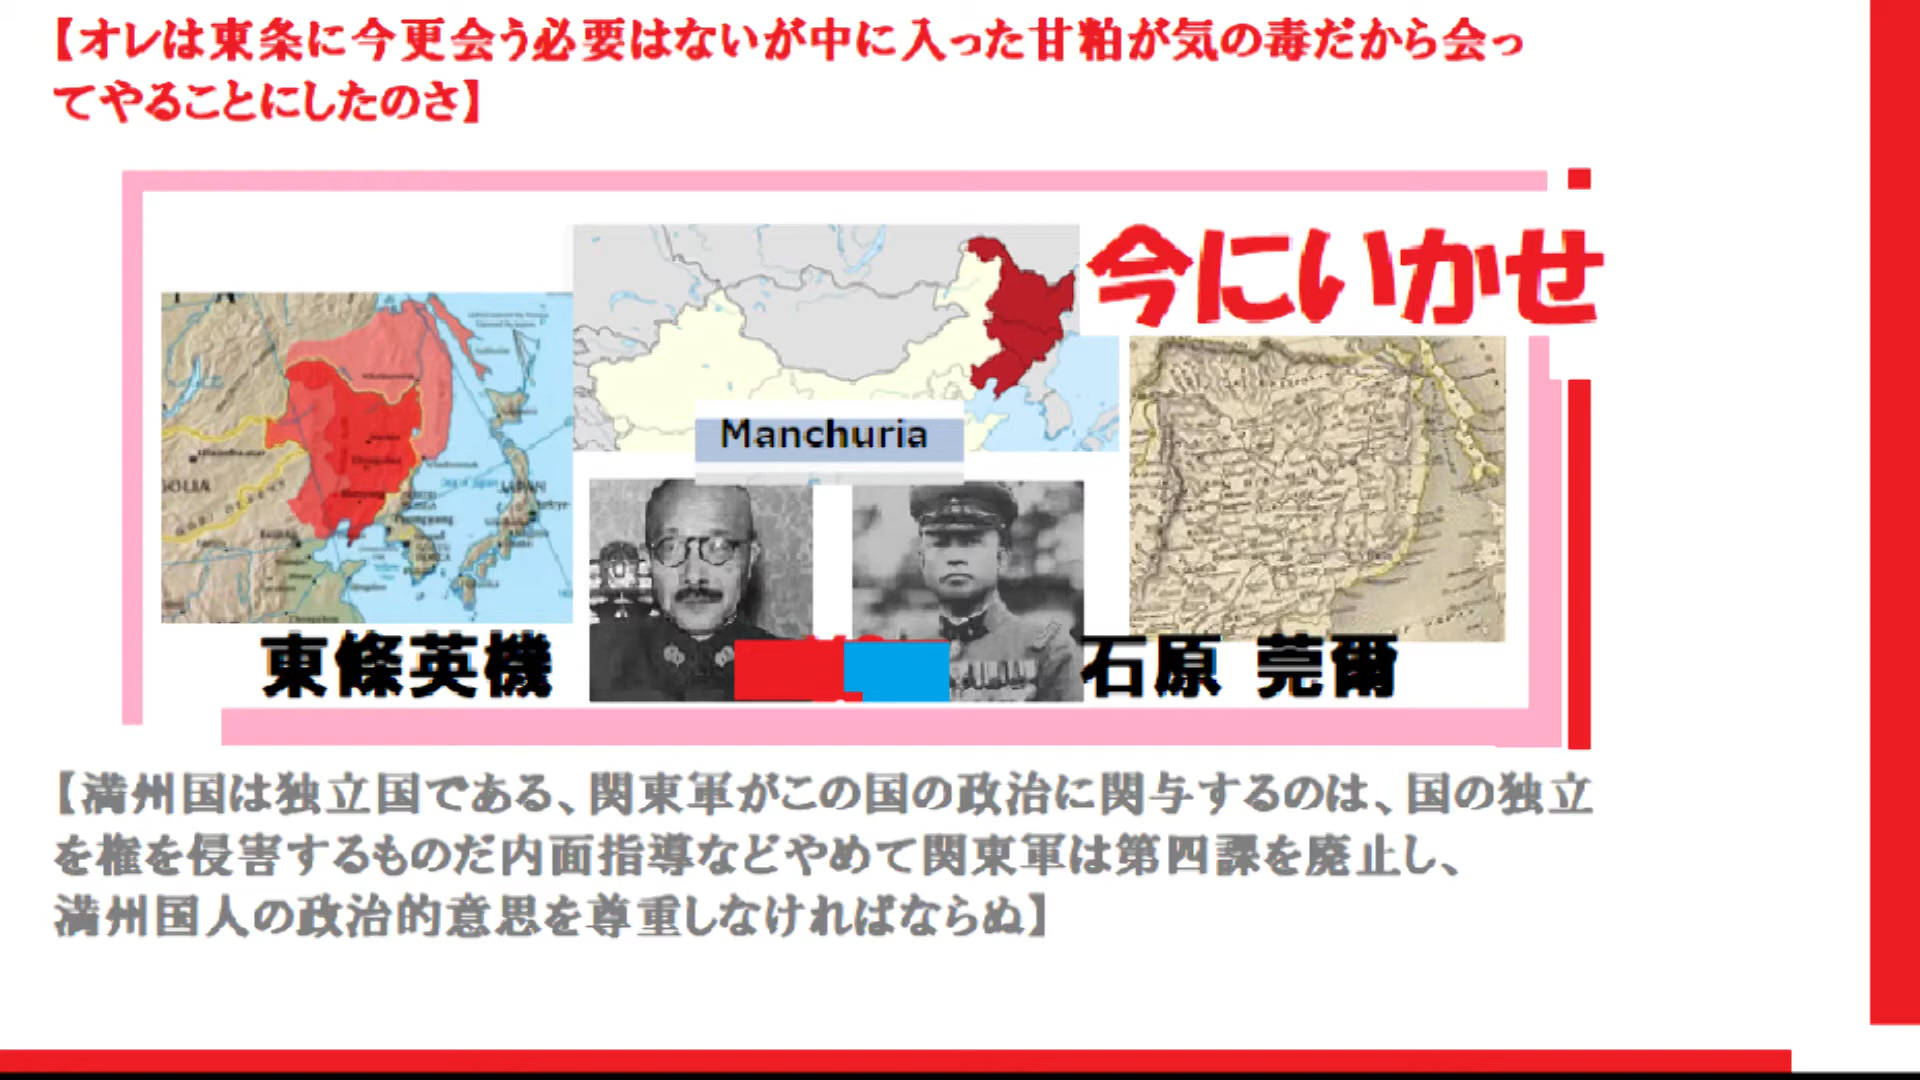 【オレは東条に今更会う必要はないが中に入った甘粕が気の毒だから会っ
てやることにしたのさ】
今にいかせ
Manchuria
東條英機
石原 莞爾
【満州国は独立国である、関東軍がこの国の政治に関与するのは、国の独立
を権を侵害するものだ内面指導などやめて関東軍は第四課を廃止し、
満州国人の政治的意思を尊重しなければならぬ】